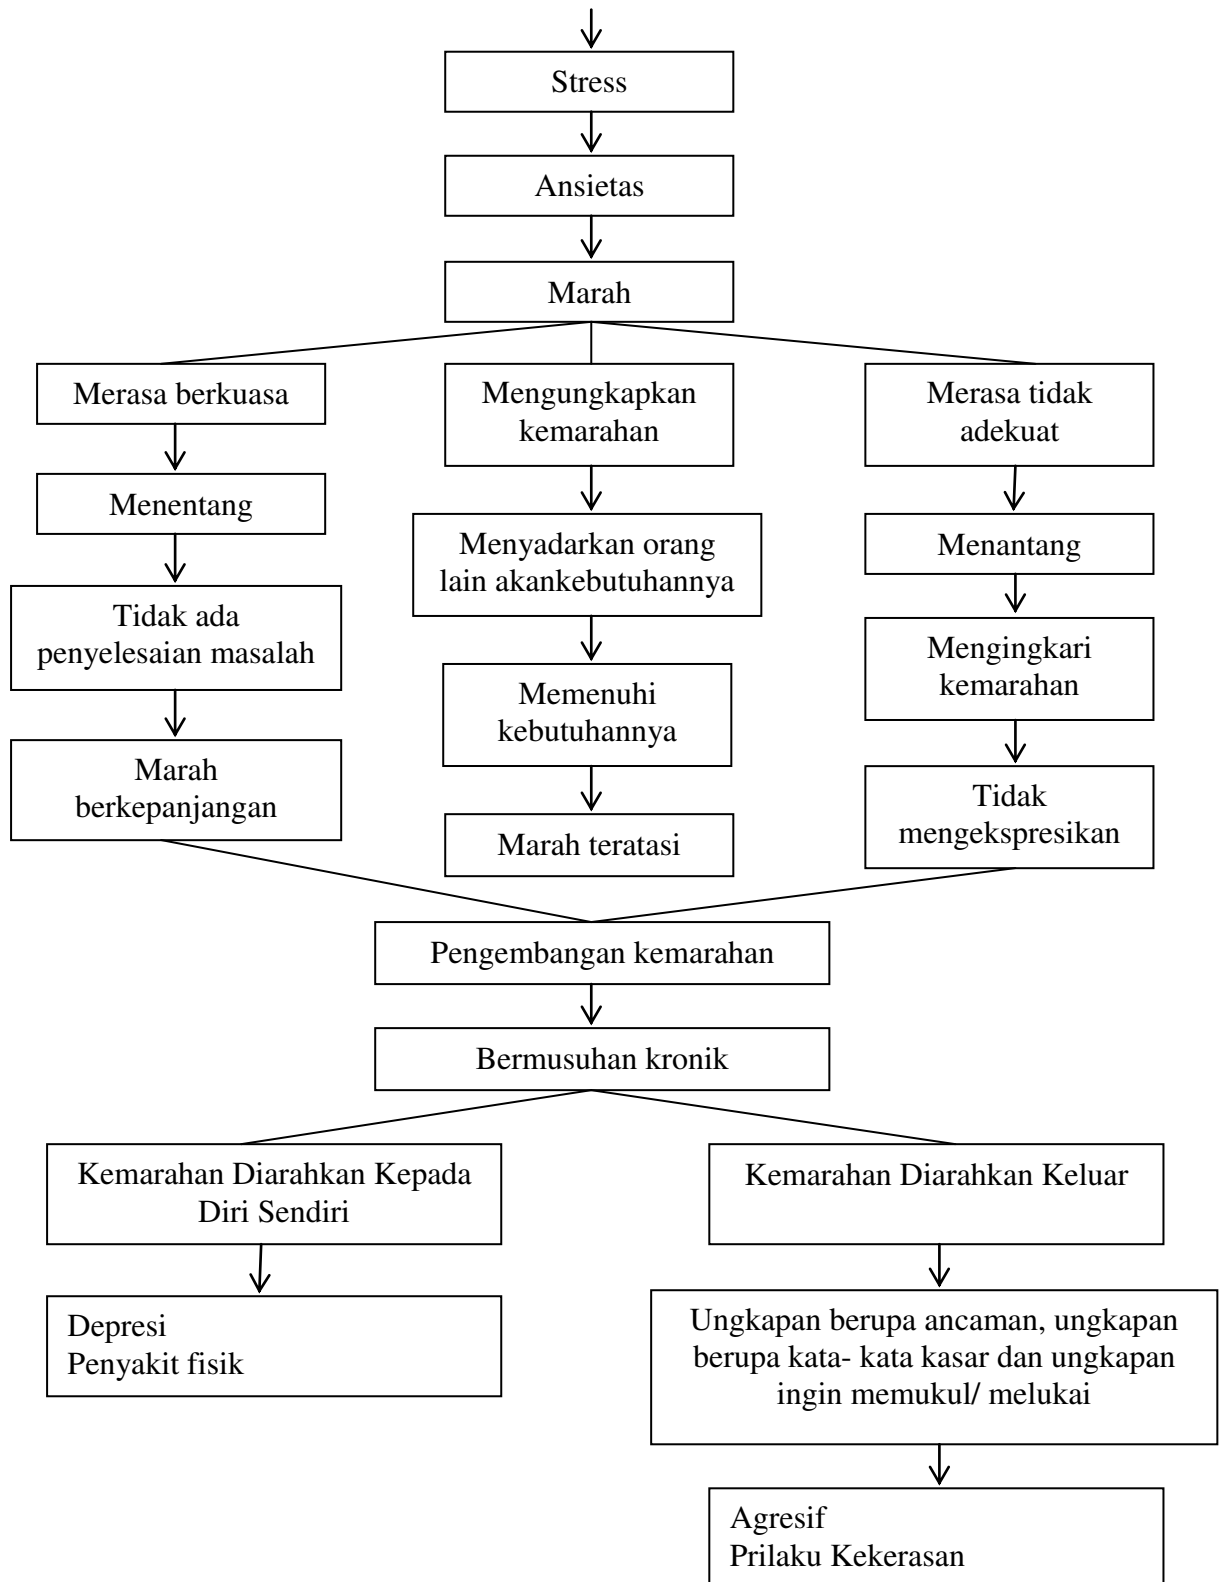 Stress
Ansietas
Marah
Merasa berkuasa
Menentang
Tidak ada
penyelesaian masalah
Marah
berkepanjangan
Mengungkapkan
kemarahan
Menyadarkan orang
lain akankebutuhannya
Memenuhi
kebutuhannya
Marah teratasi
Merasa tidak
adekuat
Menantang
Mengingkari
kemarahan
Tidak
mengekspresikan
Pengembangan kemarahan
Bermusuhan kronik
Kemarahan Diarahkan Kepada
Diri Sendiri
Depresi
Penyakit fisik
Kemarahan Diarahkan Keluar
Ungkapan berupa ancaman, ungkapan
berupa kata- kata kasar dan ungkapan
ingin memukul/ melukai
Agresif
Prilaku Kekerasan